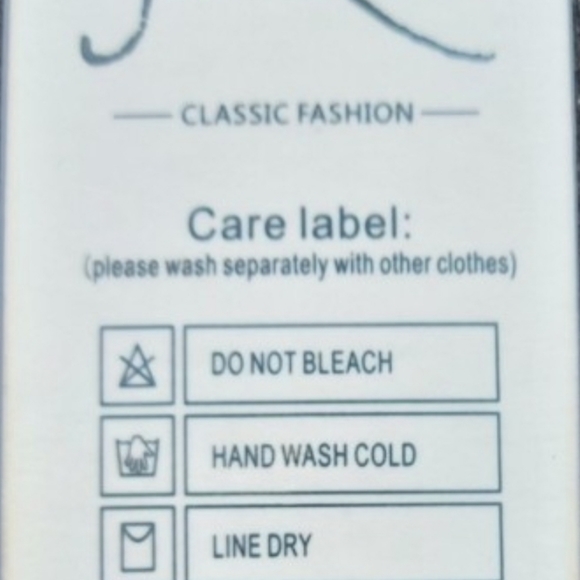 CLASSIC FASHION
Care label:
(please wash separately with other clothes)
DO NOT BLEACH
HAND WASH COLD
LINE DRY